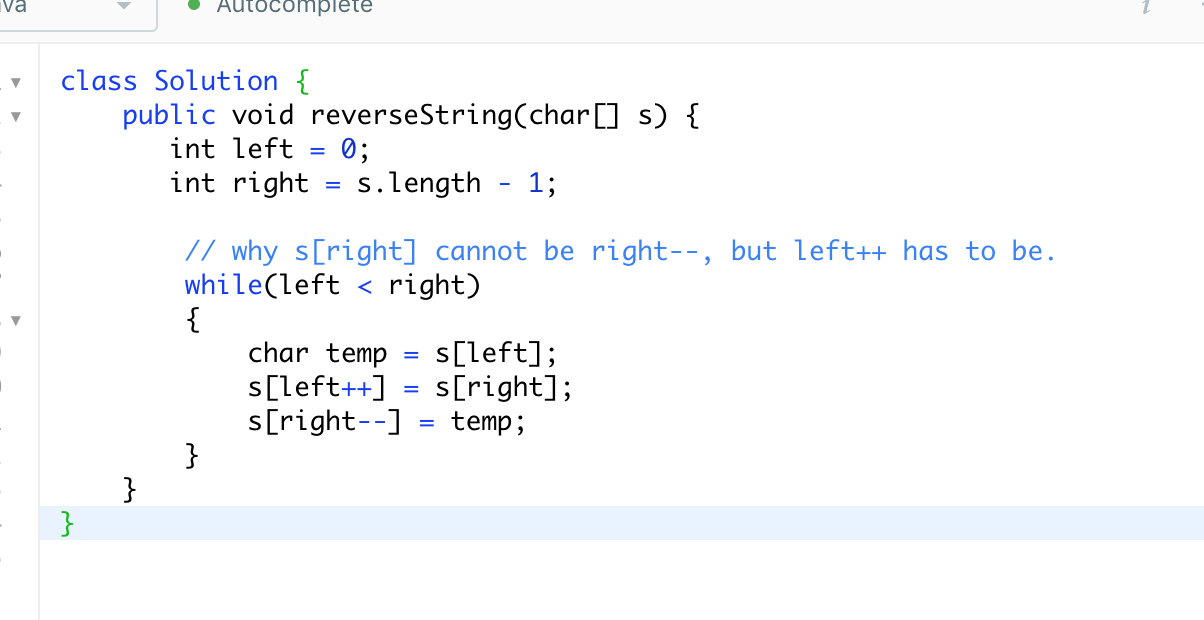 Autocomplete
class Solution {
public void reverseString(char[] s) {
int left = 0;
int right = s.length - 1;
// why s[right] cannot be right--, but left++ has to be.
while(left < right)
{
char temp = s[left];
s[left++] = s[right];
s[right--] = temp;
}
}
}